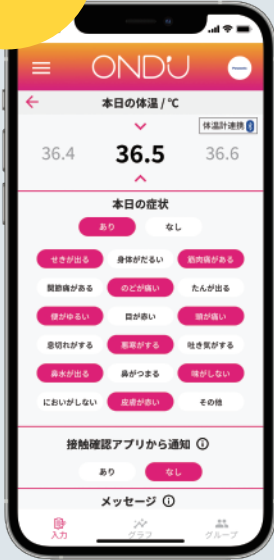 ONDU
本日の体温 / ℃
体温計連携
36.4 36.5 36.6
本日の症状
あり なし
せきが出る 身体がだるい 筋肉痛がある
関節痛がある のどが痛い たんが出る
便がゆるい 目が赤い 頭が痛い
息切れがする 悪寒がする 吐き気がする
鼻水が出る 鼻がつまる 味がしない
においがしない 皮膚が赤い その他
接触確認アプリから通知
あり なし
メッセージ
入力 グラフ グループ